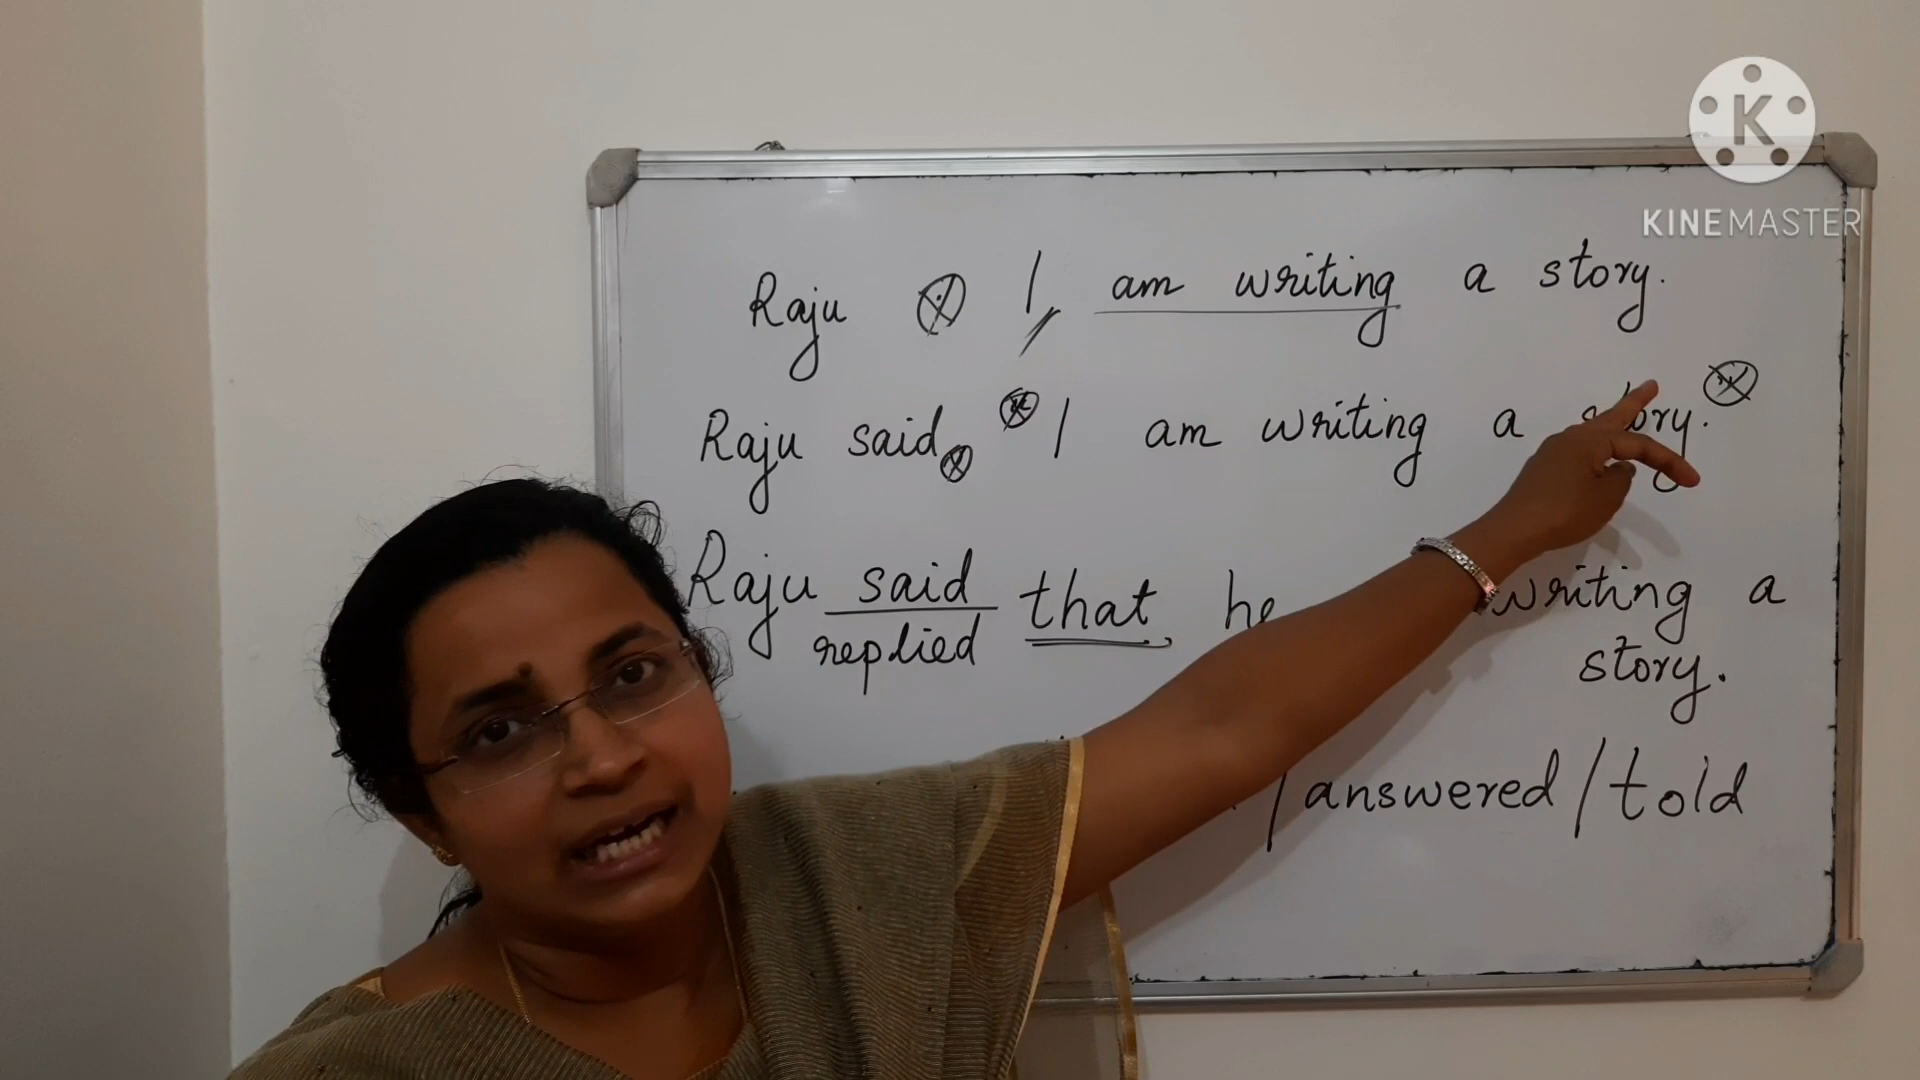 KINEMASTER
Raju : I am writing a story.
Raju said, " I am writing a story. "
Raju said that he writing a
replied story.
/ answered / told